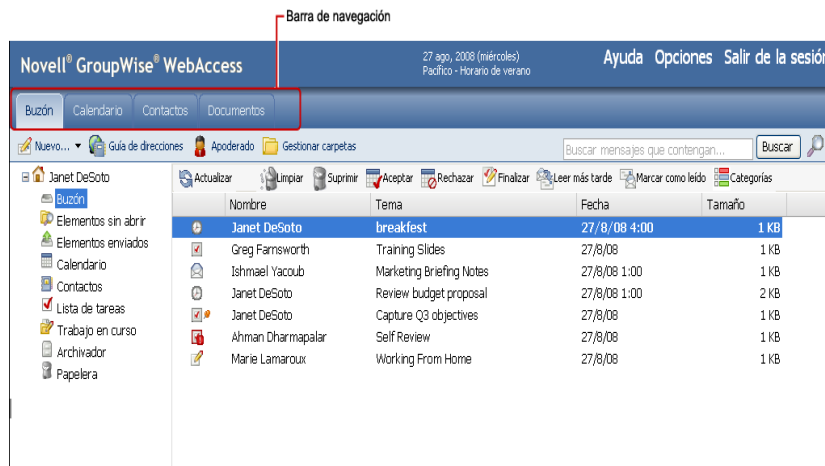 Barra de navegación
Novell® GroupWise® WebAccess
27 ago, 2008 (miércoles)
Pacífico - Horario de verano
Ayuda Opciones Salir de la sesión
Buzón Calendario Contactos Documentos
Nuevo... Guía de direcciones Apoderado Gestionar carpetas Buscar mensajes que contengan... Buscar
Janet DeSoto
Buzón
Elementos sin abrir
Elementos enviados
Calendario
Contactos
Lista de tareas
Trabajo en curso
Archivador
Papelera
Actualizar Limpiar Suprimir Aceptar Rechazar Finalizar Leer más tarde Marcar como leído Categorías
Nombre Tema Fecha Tamaño
Janet DeSoto breakfest 27/8/08 4:00 1 KB
Greg Farnsworth Training Slides 27/8/08 1 KB
Ishmael Yacoub Marketing Briefing Notes 27/8/08 1:00 1 KB
Janet DeSoto Review budget proposal 27/8/08 1:00 2 KB
Janet DeSoto Capture Q3 objectives 27/8/08 1 KB
Ahman Dharmapalar Self Review 27/8/08 1 KB
Marie Lamaroux Working From Home 27/8/08 1 KB